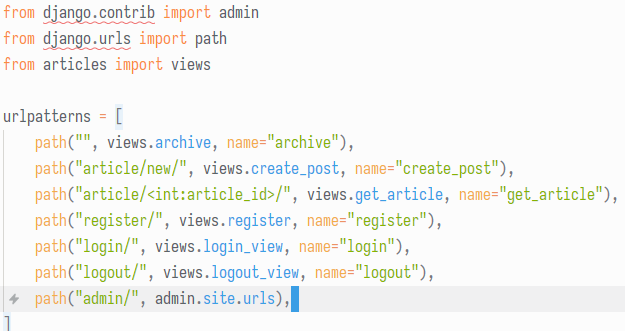 from django.contrib import admin
from django.urls import path
from articles import views
urlpatterns = [
path("", views.archive, name="archive"),
path("article/new/", views.create_post, name="create_post"),
path("article/<int:article_id>/", views.get_article, name="get_article"),
path("register/", views.register, name="register"),
path("login/", views.login_view, name="login"),
path("logout/", views.logout_view, name="logout"),
path("admin/", admin.site.urls),
]